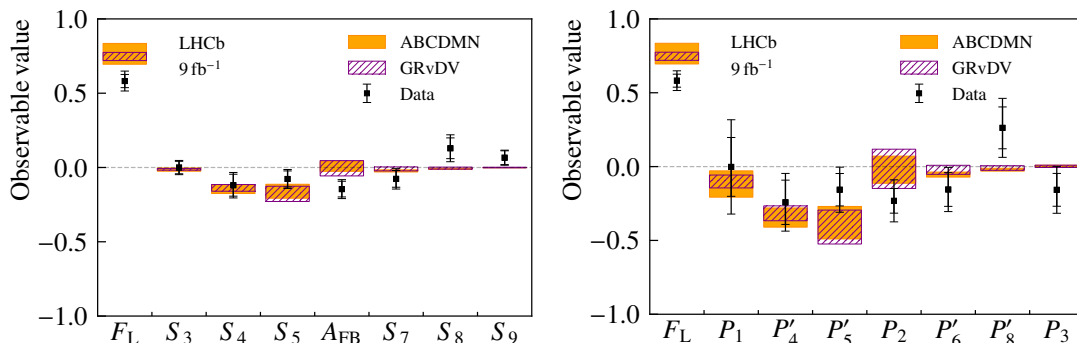 Observable value
1.0
0.5
0.0
−0.5
−1.0
LHCb
9 fb⁻¹
ABCDMN
GRvDV
Data
F_L S_3 S_4 S_5 A_FB S_7 S_8 S_9
Observable value
1.0
0.5
0.0
−0.5
−1.0
LHCb
9 fb⁻¹
ABCDMN
GRvDV
Data
F_L P_1 P′_4 P′_5 P_2 P′_6 P′_8 P_3